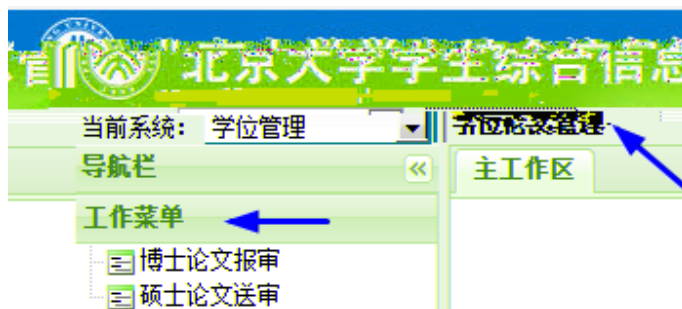 北京大学学生综合信息
当前系统： 学位管理
导航栏
主工作区
工作菜单
博士论文报审
硕士论文送审